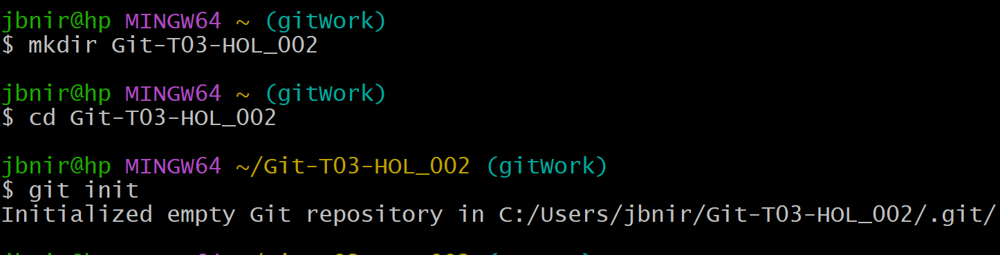 jbnir@hp MINGW64 ~ (gitWork)
$ mkdir Git-T03-HOL_002
jbnir@hp MINGW64 ~ (gitWork)
$ cd Git-T03-HOL_002
jbnir@hp MINGW64 ~/Git-T03-HOL_002 (gitWork)
$ git init
Initialized empty Git repository in C:/Users/jbnir/Git-T03-HOL_002/.git/